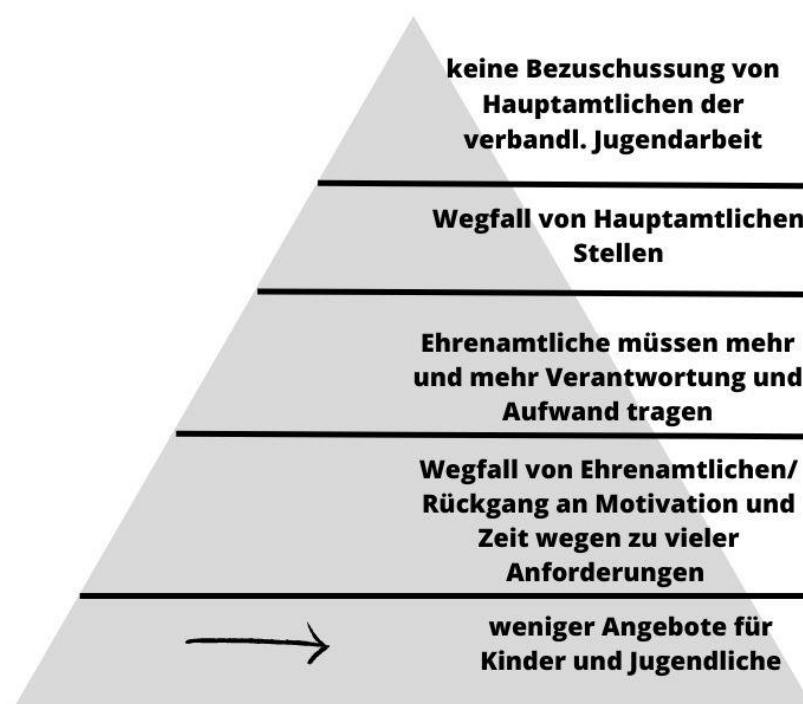 keine Bezuschussung von
Hauptamtlichen der
verbandl. Jugendarbeit
Wegfall von Hauptamtlichen
Stellen
Ehrenamtliche müssen mehr
und mehr Verantwortung und
Aufwand tragen
Wegfall von Ehrenamtlichen/
Rückgang an Motivation und
Zeit wegen zu vieler
Anforderungen
weniger Angebote für
Kinder und Jugendliche